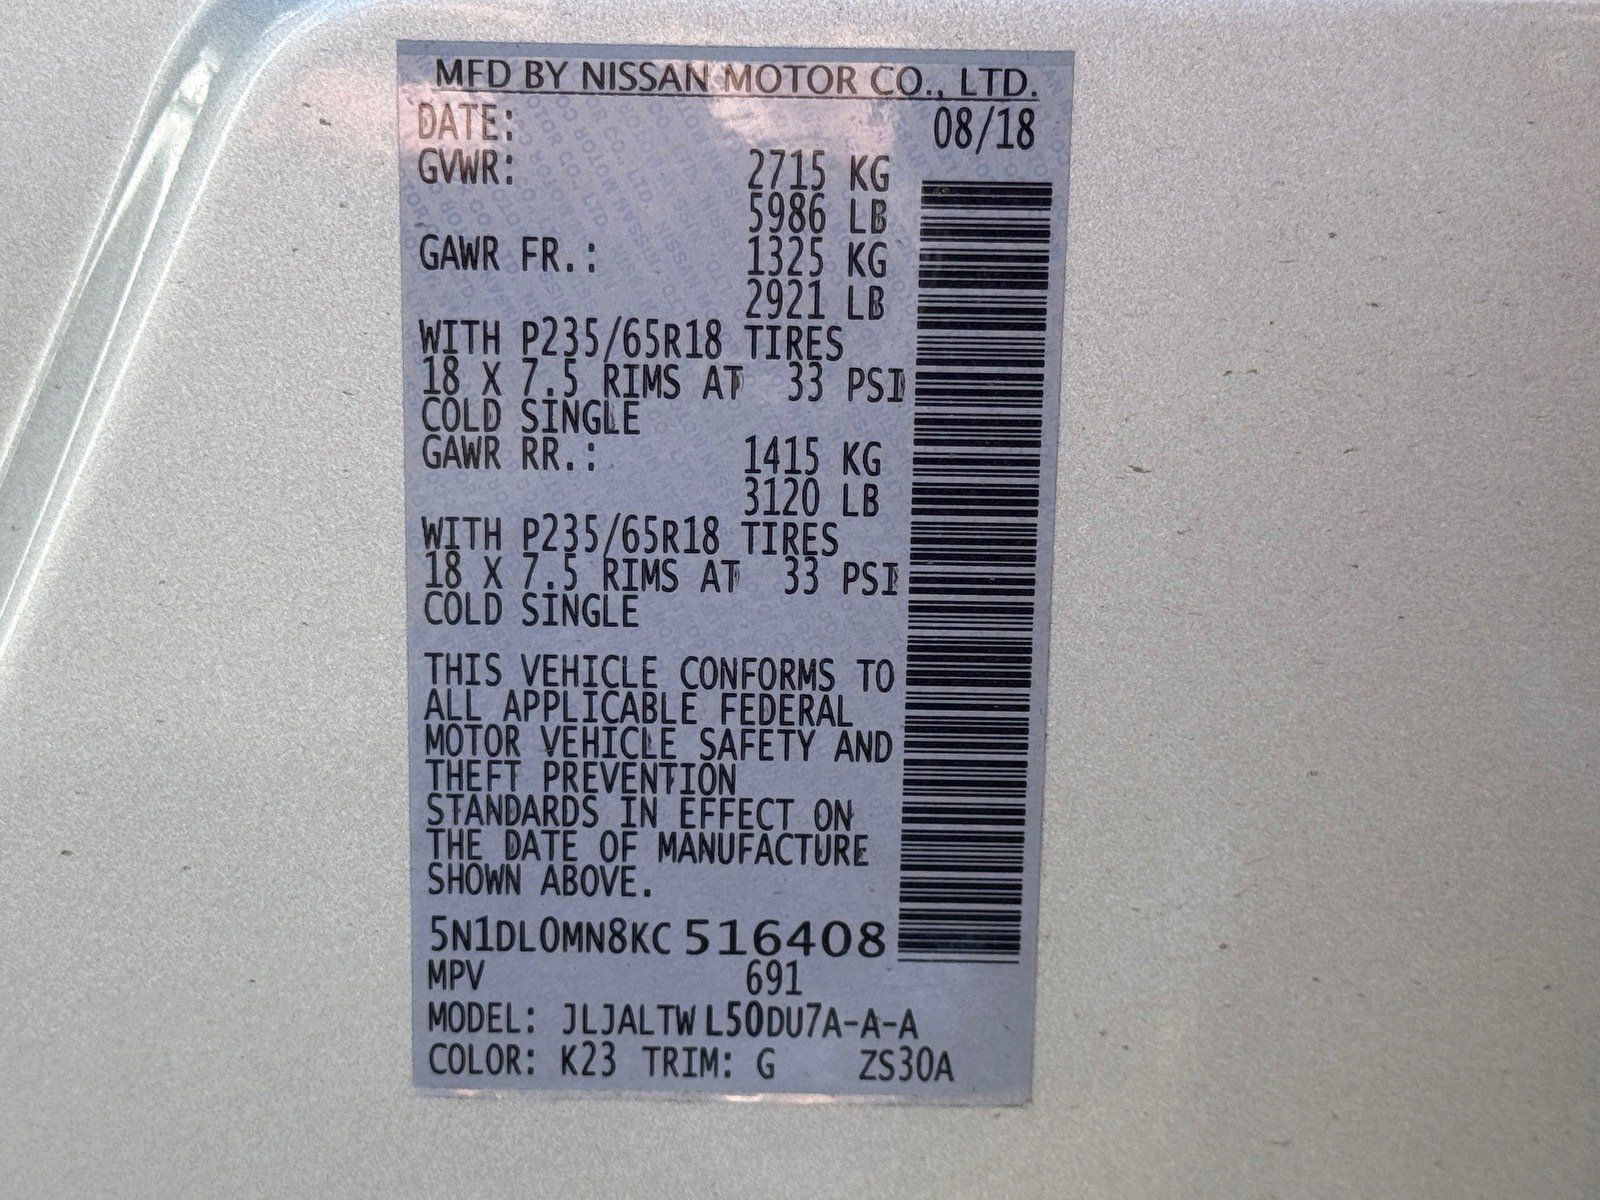 MFD BY NISSAN MOTOR CO., LTD.
DATE: 08/18
GVWR: 2715 KG
5986 LB
GAWR FR.: 1325 KG
2921 LB
WITH P235/65R18 TIRES
18 X 7.5 RIMS AT 33 PSI
COLD SINGLE
GAWR RR.: 1415 KG
3120 LB
WITH P235/65R18 TIRES
18 X 7.5 RIMS AT 33 PSI
COLD SINGLE
THIS VEHICLE CONFORMS TO
ALL APPLICABLE FEDERAL
MOTOR VEHICLE SAFETY AND
THEFT PREVENTION
STANDARDS IN EFFECT ON
THE DATE OF MANUFACTURE
SHOWN ABOVE.
5N1DL0MN8KC 516408
MPV 691
MODEL: JLJALTW L50DU7A-A-A
COLOR: K23 TRIM: G ZS30A